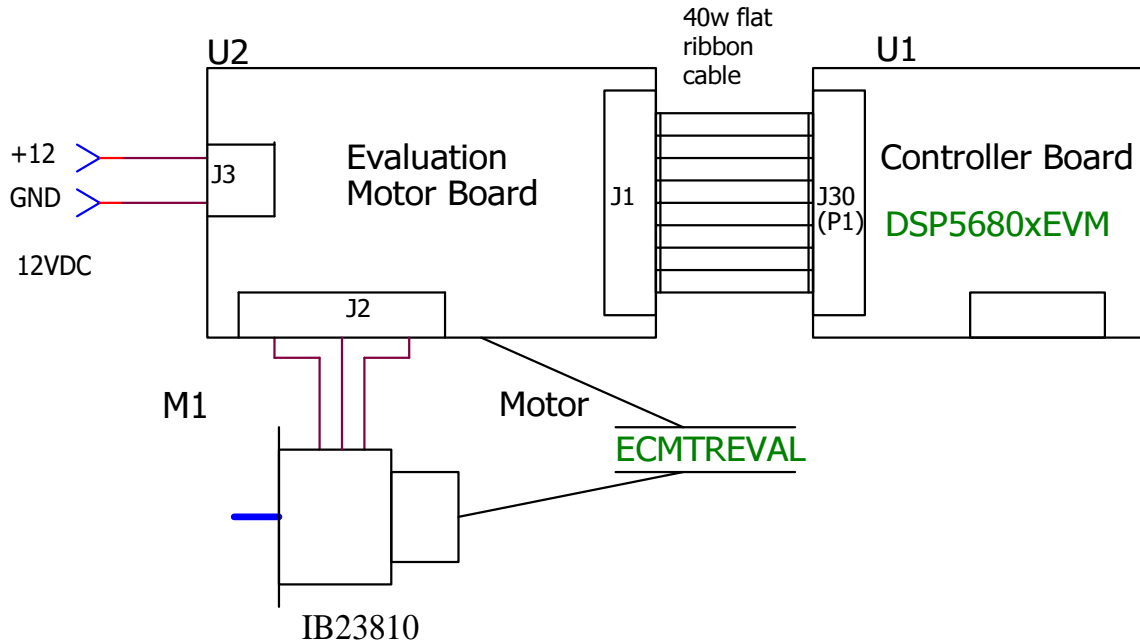 40w flat
ribbon
cable
U2
U1
+12
GND
12VDC
J3
Evaluation
Motor Board
J1
J30
(P1)
Controller Board
DSP5680xEVM
J2
M1
Motor
ECMTREVAL
IB23810